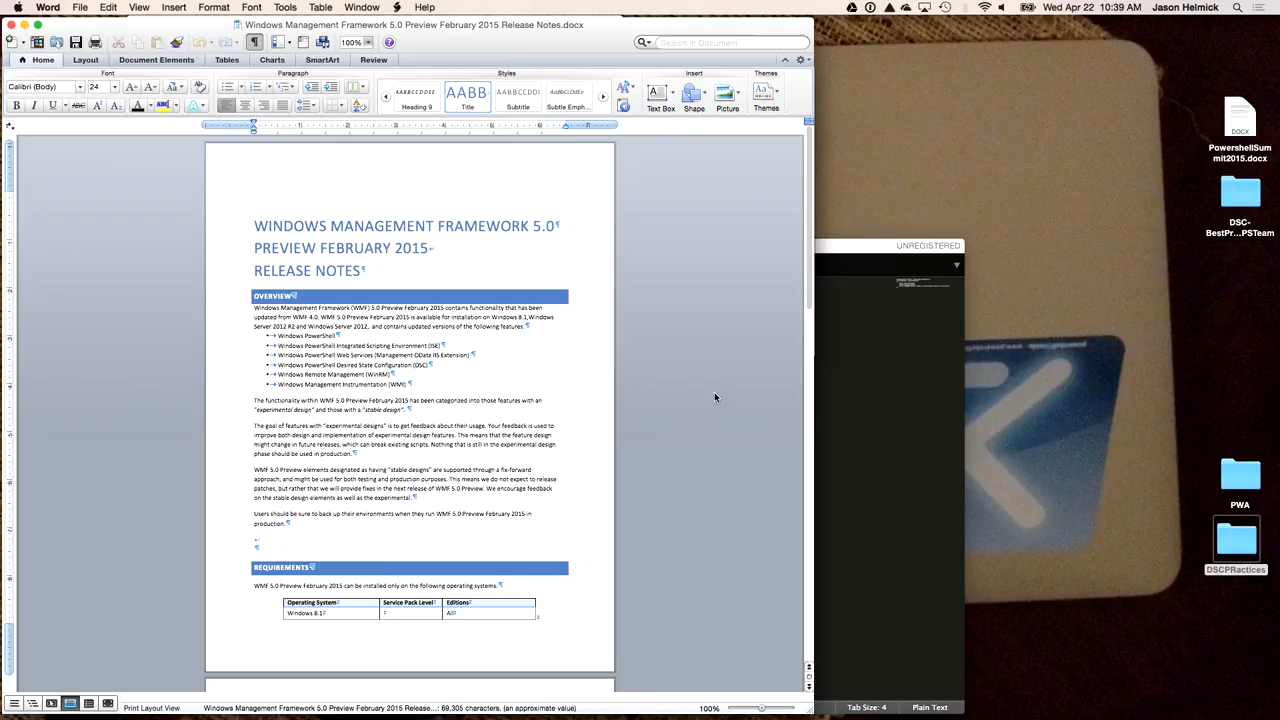 Word File Edit View Insert Format Font Tools Table Window Help
Wed Apr 22 10:39 AM Jason Helmick
Windows Management Framework 5.0 Preview February 2015 Release Notes.docx
100%
Search in Document
Home Layout Document Elements Tables Charts SmartArt Review
Font Paragraph Styles Insert Themes
Calibri (Body) 24
AABBCCDDEE AABB AABBCCDDI AaBbCcDdEe
Heading 9 Title Subtitle Subtle Emph... Text Box Shape Picture Themes
WINDOWS MANAGEMENT FRAMEWORK 5.0
PREVIEW FEBRUARY 2015
RELEASE NOTES
OVERVIEW
Windows Management Framework (WMF) 5.0 Preview February 2015 contains functionality that has been
updated from WMF 4.0. WMF 5.0 Preview February 2015 is available for installation on Windows 8.1,Windows
Server 2012 R2 and Windows Server 2012, and contains updated versions of the following features:
Windows PowerShell
Windows PowerShell Integrated Scripting Environment (ISE)
Windows PowerShell Web Services (Management OData IIS Extension)
Windows PowerShell Desired State Configuration (DSC)
Windows Remote Management (WinRM)
Windows Management Instrumentation (WMI)
The functionality within WMF 5.0 Preview February 2015 has been categorized into those features with an
"experimental design" and those with a "stable design".
The goal of features with "experimental designs" is to get feedback about their usage. Your feedback is used to
improve both design and implementation of experimental design features. This means that the feature design
might change in future releases, which can break existing scripts. Nothing that is still in the experimental design
phase should be used in production.
WMF 5.0 Preview elements designated as having "stable designs" are supported through a fix-forward
approach, and might be used for both testing and production purposes. This means we do not expect to release
patches, but rather that we will provide fixes in the next release of WMF 5.0 Preview. We encourage feedback
on the stable design elements as well as the experimental.
Users should be sure to back up their environments when they run WMF 5.0 Preview February 2015 in
production.
REQUIREMENTS
WMF 5.0 Preview February 2015 can be installed only on the following operating systems:
Operating System Service Pack Level Editions
Windows 8.1 All
Print Layout View Windows Management Framework 5.0 Preview February 2015 Release...: 69,305 characters. (an approximate value) 100%
UNREGISTERED
Tab Size: 4 Plain Text
DOCX
PowershellSum
mit2015.docx
DSC-
BestPr...PSTeam
PWA
DSCPRactices